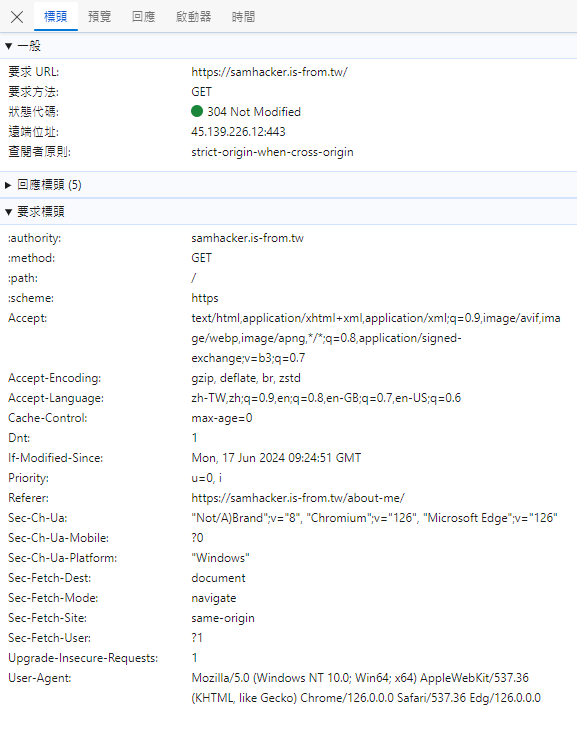 標頭 預覽 回應 啟動器 時間
一般
要求 URL: https://samhacker.is-from.tw/
要求方法: GET
狀態代碼: 304 Not Modified
遠端位址: 45.139.226.12:443
查閱者原則: strict-origin-when-cross-origin
回應標頭 (5)
要求標頭
:authority: samhacker.is-from.tw
:method: GET
:path: /
:scheme: https
Accept: text/html,application/xhtml+xml,application/xml;q=0.9,image/avif,ima
ge/webp,image/apng,*/*;q=0.8,application/signed-
exchange;v=b3;q=0.7
Accept-Encoding: gzip, deflate, br, zstd
Accept-Language: zh-TW,zh;q=0.9,en;q=0.8,en-GB;q=0.7,en-US;q=0.6
Cache-Control: max-age=0
Dnt: 1
If-Modified-Since: Mon, 17 Jun 2024 09:24:51 GMT
Priority: u=0, i
Referer: https://samhacker.is-from.tw/about-me/
Sec-Ch-Ua: "Not/A)Brand";v="8", "Chromium";v="126", "Microsoft Edge";v="126"
Sec-Ch-Ua-Mobile: ?0
Sec-Ch-Ua-Platform: "Windows"
Sec-Fetch-Dest: document
Sec-Fetch-Mode: navigate
Sec-Fetch-Site: same-origin
Sec-Fetch-User: ?1
Upgrade-Insecure-Requests: 1
User-Agent: Mozilla/5.0 (Windows NT 10.0; Win64; x64) AppleWebKit/537.36
(KHTML, like Gecko) Chrome/126.0.0.0 Safari/537.36 Edg/126.0.0.0